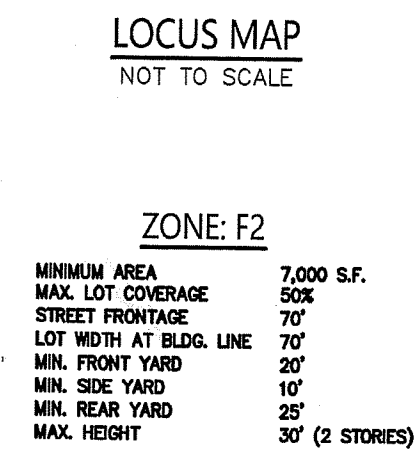 LOCUS MAP
NOT TO SCALE
ZONE: F2
MINIMUM AREA 7,000 S.F.
MAX. LOT COVERAGE 50%
STREET FRONTAGE 70'
LOT WIDTH AT BLDG. LINE 70'
MIN. FRONT YARD 20'
MIN. SIDE YARD 10'
MIN. REAR YARD 25'
MAX. HEIGHT 30' (2 STORIES)